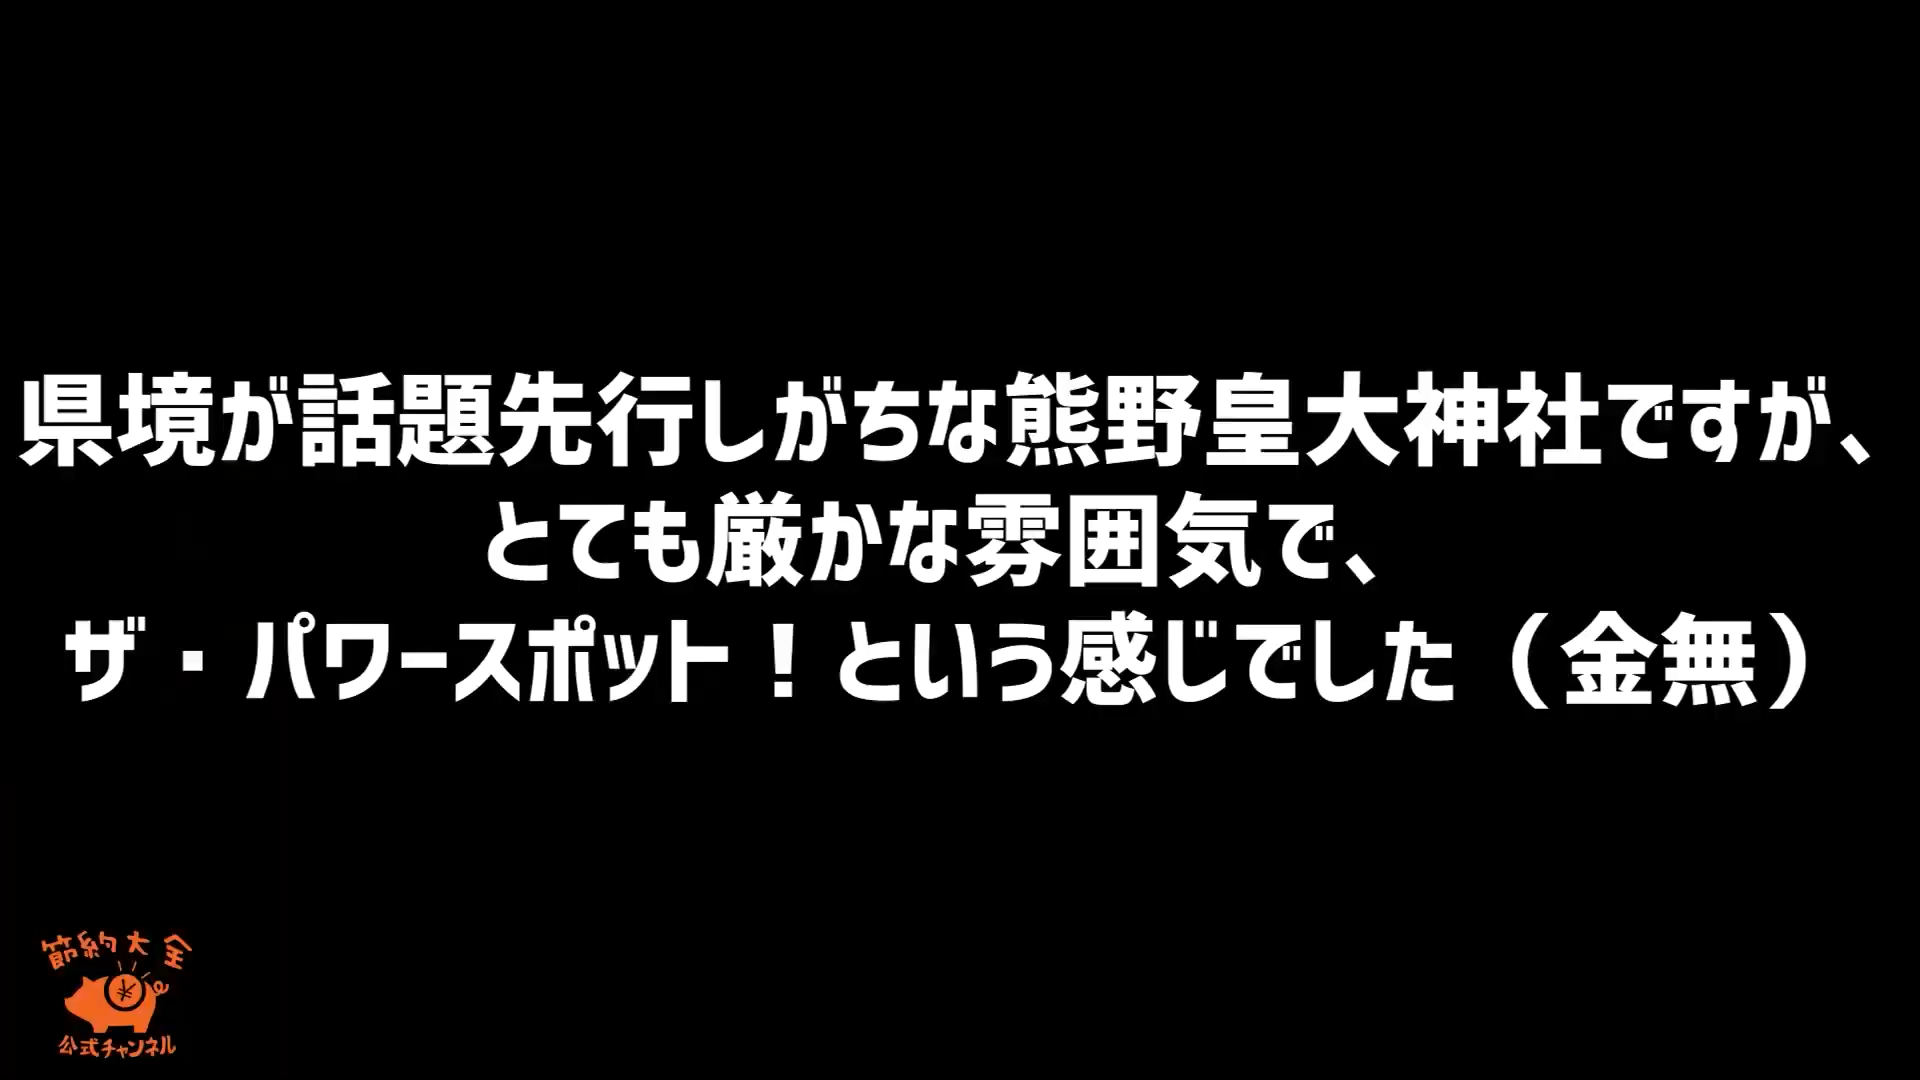 県境が話題先行しがちな熊野皇大神社ですが、
とても厳かな雰囲気で、
ザ・パワースポット！という感じでした（金無）
節約大全
¥
公式チャンネル